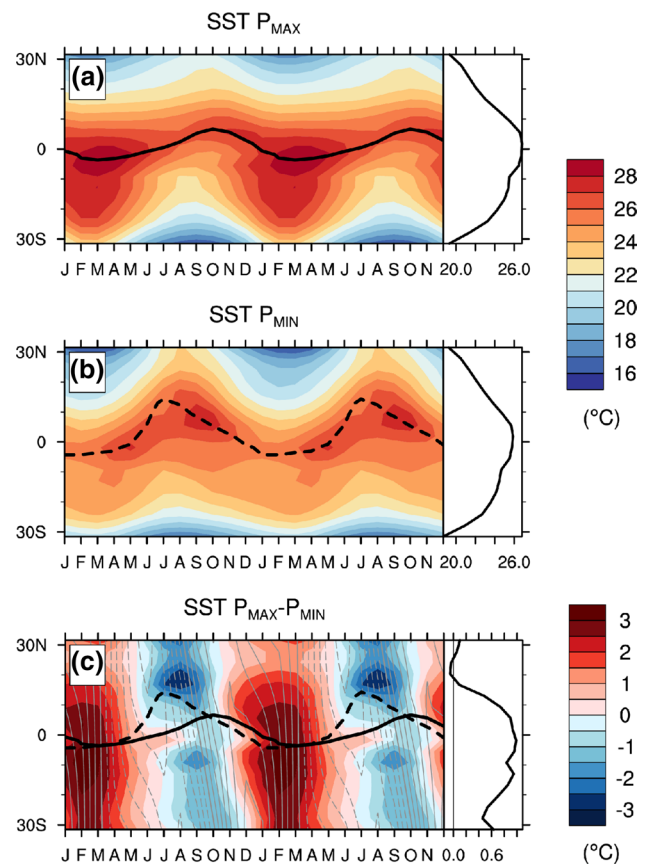 SST P_MAX
(a)
30N
0
30S
J F M A M J J A S O N D J F M A M J J A S O N
20.0 26.0
28
26
24
22
20
18
16
(°C)
SST P_MIN
(b)
30N
0
30S
J F M A M J J A S O N D J F M A M J J A S O N
20.0 26.0
SST P_MAX-P_MIN
(c)
30N
0
30S
J F M A M J J A S O N D J F M A M J J A S O N
0.0 0.6
3
2
1
0
-1
-2
-3
(°C)